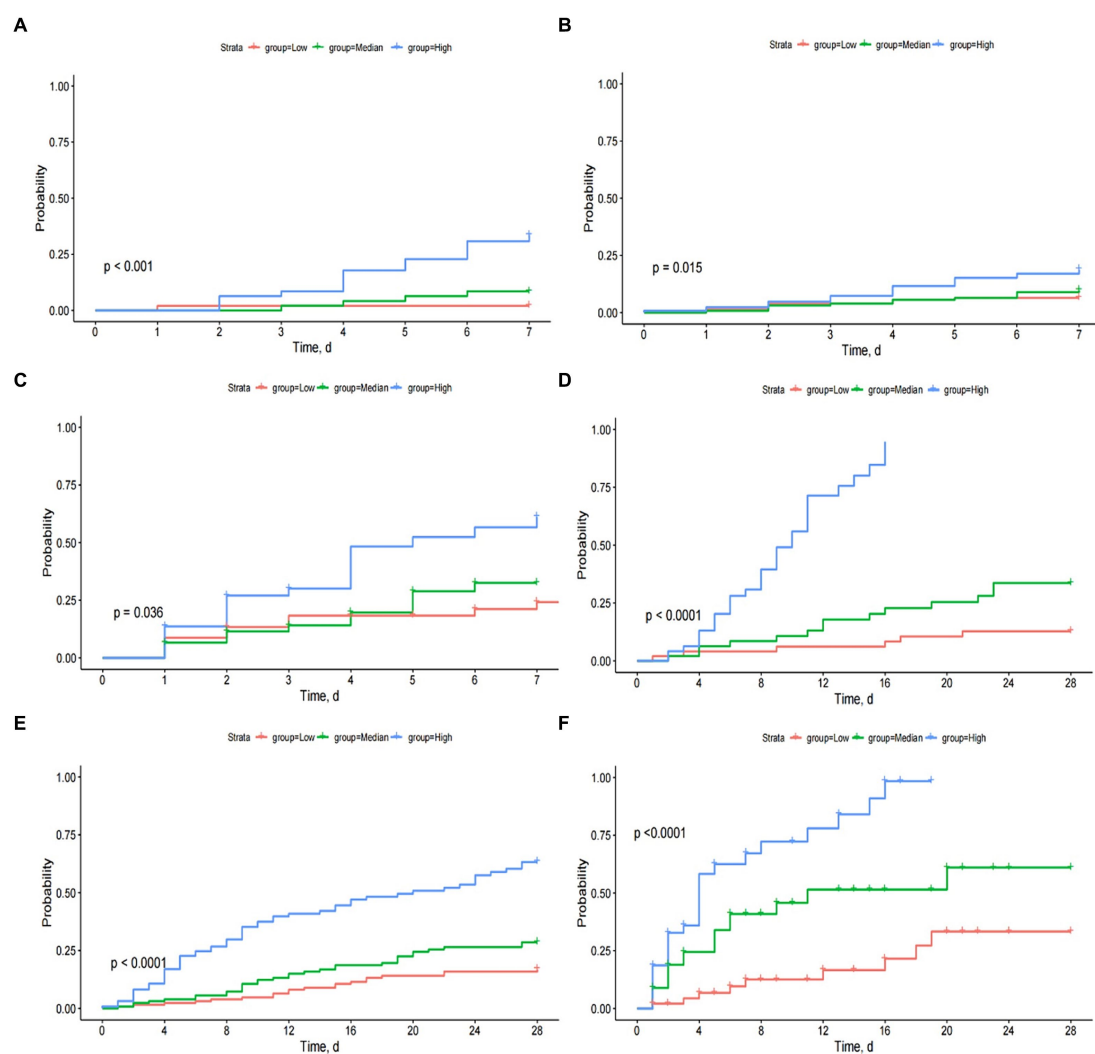 A
Strata group=Low group=Median group=High
1.00
0.75
0.50
0.25
0.00
Probability
p < 0.001
0 1 2 3 4 5 6 7
Time, d
B
Strata group=Low group=Median group=High
1.00
0.75
0.50
0.25
0.00
Probability
p = 0.015
0 1 2 3 4 5 6 7
Time, d
C
Strata group=Low group=Median group=High
1.00
0.75
0.50
0.25
0.00
Probability
p = 0.036
0 1 2 3 4 5 6 7
Time, d
D
Strata group=Low group=Median group=High
1.00
0.75
0.50
0.25
0.00
Probability
p < 0.0001
0 4 8 12 16 20 24 28
Time, d
E
Strata group=Low group=Median group=High
1.00
0.75
0.50
0.25
0.00
Probability
p < 0.0001
0 4 8 12 16 20 24 28
Time, d
F
Strata group=Low group=Median group=High
1.00
0.75
0.50
0.25
0.00
Probability
p <0.0001
0 4 8 12 16 20 24 28
Time, d